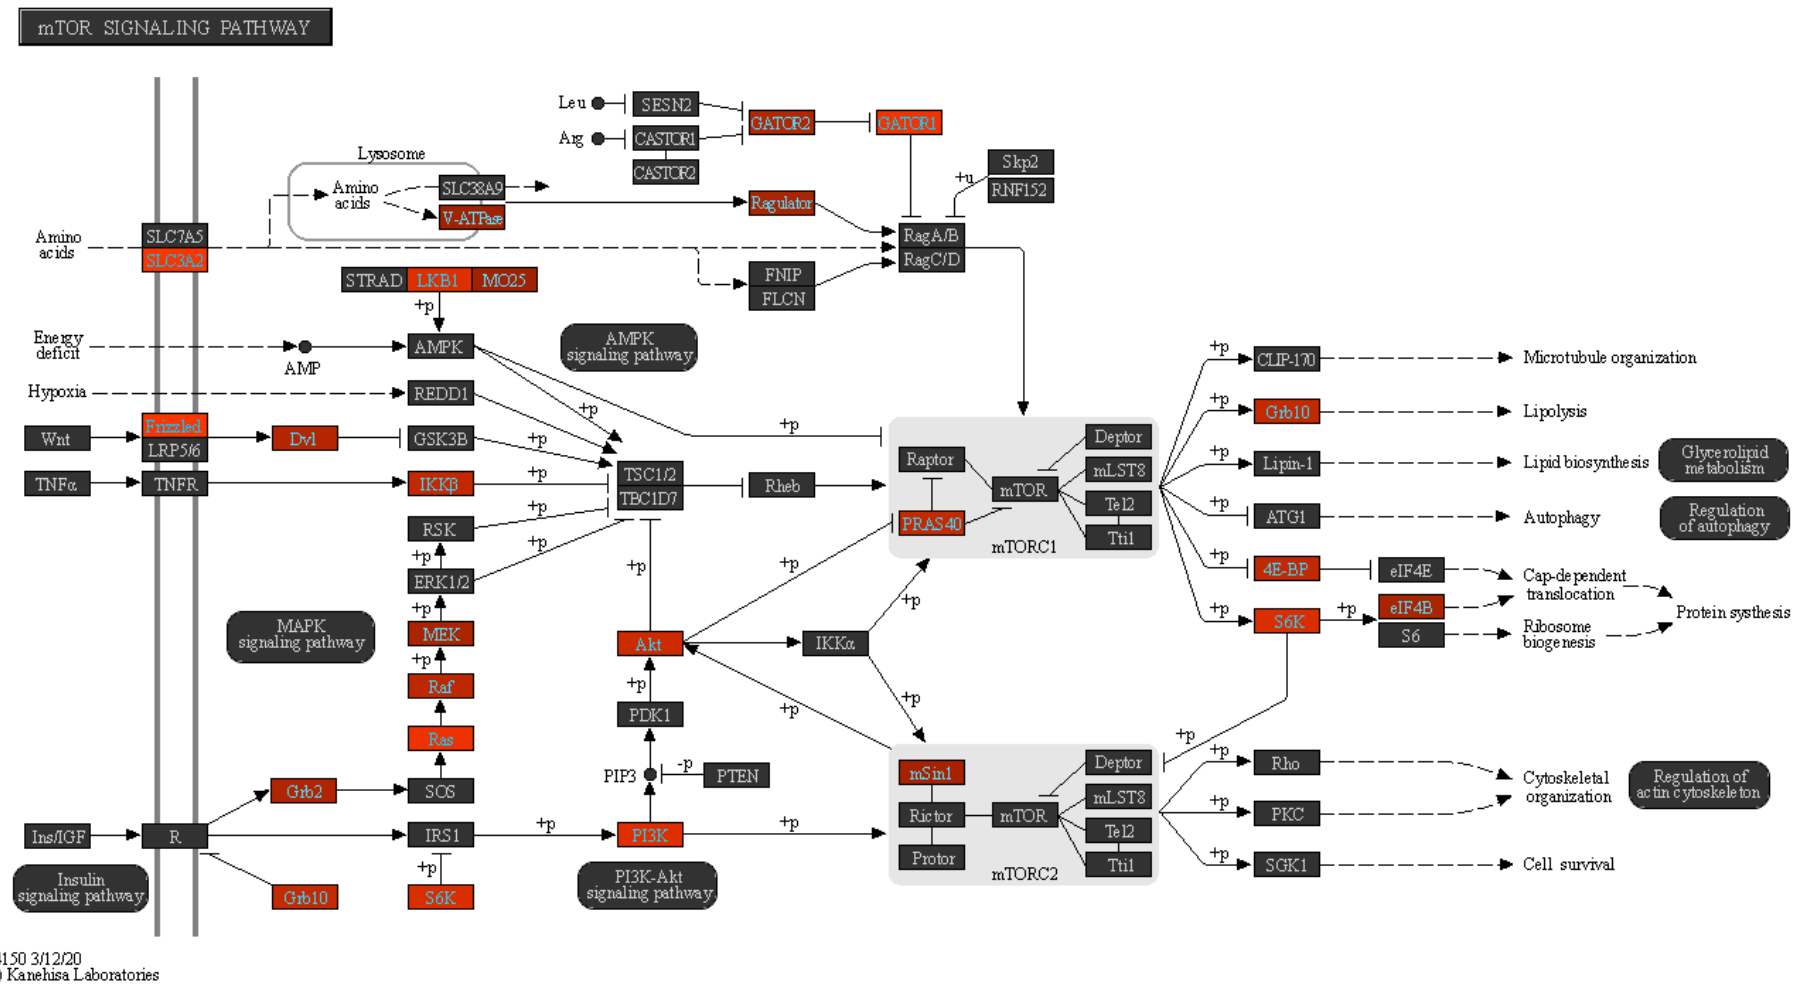 mTOR SIGNALING PATHWAY
Leu
SESN2
GATOR2
GATOR1
Arg
CASTOR1
CASTOR2
Lysosome
Amino
acids
SLC38A9
V-ATPase
Ragulator
Skp2
RNF152
+u
Amino
acids
SLC7A5
SLC3A2
RagA/B
RagC/D
FNIP
FLCN
STRAD
LKB1
MO25
+p
Energy
deficit
AMP
AMPK
AMPK
signaling pathway
Hypoxia
REDD1
+p
+p
Wnt
Frizzled
LRP5/6
Dvl
GSK3B
+p
TNFα
TNFR
IKKβ
+p
TSC1/2
TBC1D7
Rheb
RSK
+p
+p
ERK1/2
+p
+p
MEK
+p
Raf
Ras
MAPK
signaling pathway
Grb2
SOS
Ins/IGF
R
IRS1
+p
+p
S6K
Grb10
Insulin
signaling pathway
PI3K
PI3K-Akt
signaling pathway
PIP3
-p
PTEN
PDK1
+p
Akt
+p
+p
IKKα
+p
+p
+p
+p
Raptor
PRAS40
mTOR
Deptor
mLST8
Tel2
Tti1
mTORC1
mSin1
Rictor
Protor
mTOR
Deptor
mLST8
Tel2
Tti1
mTORC2
+p
CLIP-170
Microtubule organization
+p
Grb10
Lipolysis
+p
Lipin-1
Lipid biosynthesis
Glycerolipid
metabolism
+p
ATG1
Autophagy
Regulation
of autophagy
+p
4E-BP
eIF4E
Cap-dependent
translocation
+p
S6K
+p
eIF4B
S6
Ribosome
biogenesis
Protein systhesis
+p
+p
Rho
Cytoskeletal
organization
Regulation of
actin cytoskeleton
+p
PKC
+p
SGK1
Cell survival
4150 3/12/20
) Kanehisa Laboratories